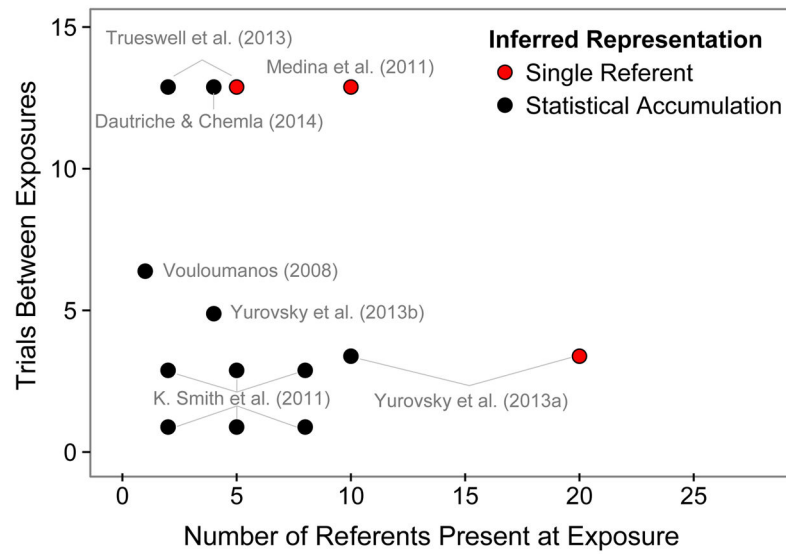 15
Trueswell et al. (2013)
Inferred Representation
Medina et al. (2011)
Single Referent
Statistical Accumulation
Dautriche & Chemla (2014)
10
Trials Between Exposures
Vouloumanos (2008)
5
Yurovsky et al. (2013b)
K. Smith et al. (2011)
Yurovsky et al. (2013a)
0
0 5 10 15 20 25
Number of Referents Present at Exposure